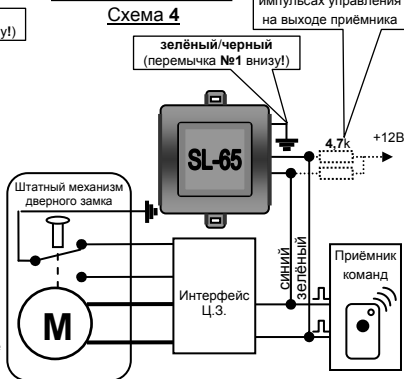 импульсах управления
на выходе приёмника
Схема 4
у!)
зелёный/черный
(перемычка №1 внизу!)
4,7k
+12В
SL-65
Штатный механизм
дверного замка
синий
зелёный
Приёмник
команд
Интерфейс
Ц.З.
М